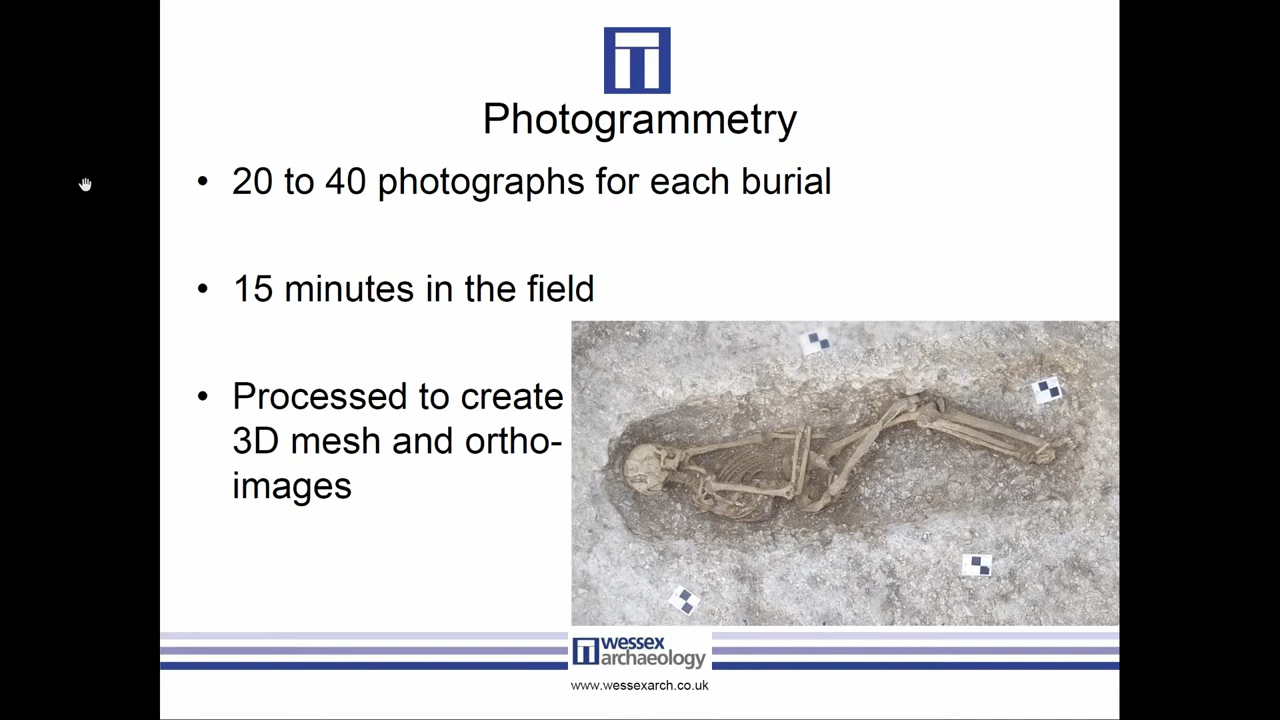 Photogrammetry
• 20 to 40 photographs for each burial
• 15 minutes in the field
• Processed to create
3D mesh and ortho-
images
wessex
archaeology
www.wessexarch.co.uk